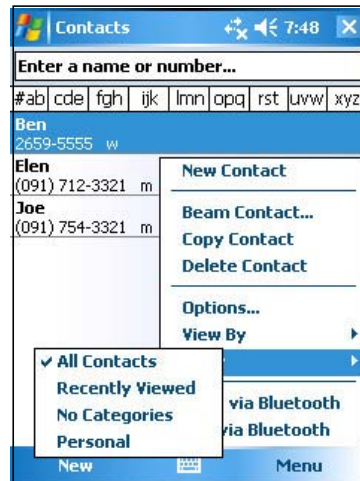 Contacts 7:48
Enter a name or number...
#ab cde fgh ijk lmn opq rst uvw xyz
Ben
2659-5555 w
Elen
(091) 712-3321 m
Joe
(091) 754-3321 m
New Contact
Beam Contact...
Copy Contact
Delete Contact
Options...
View By
All Contacts
Recently Viewed
No Categories
Personal
via Bluetooth
via Bluetooth
New Menu